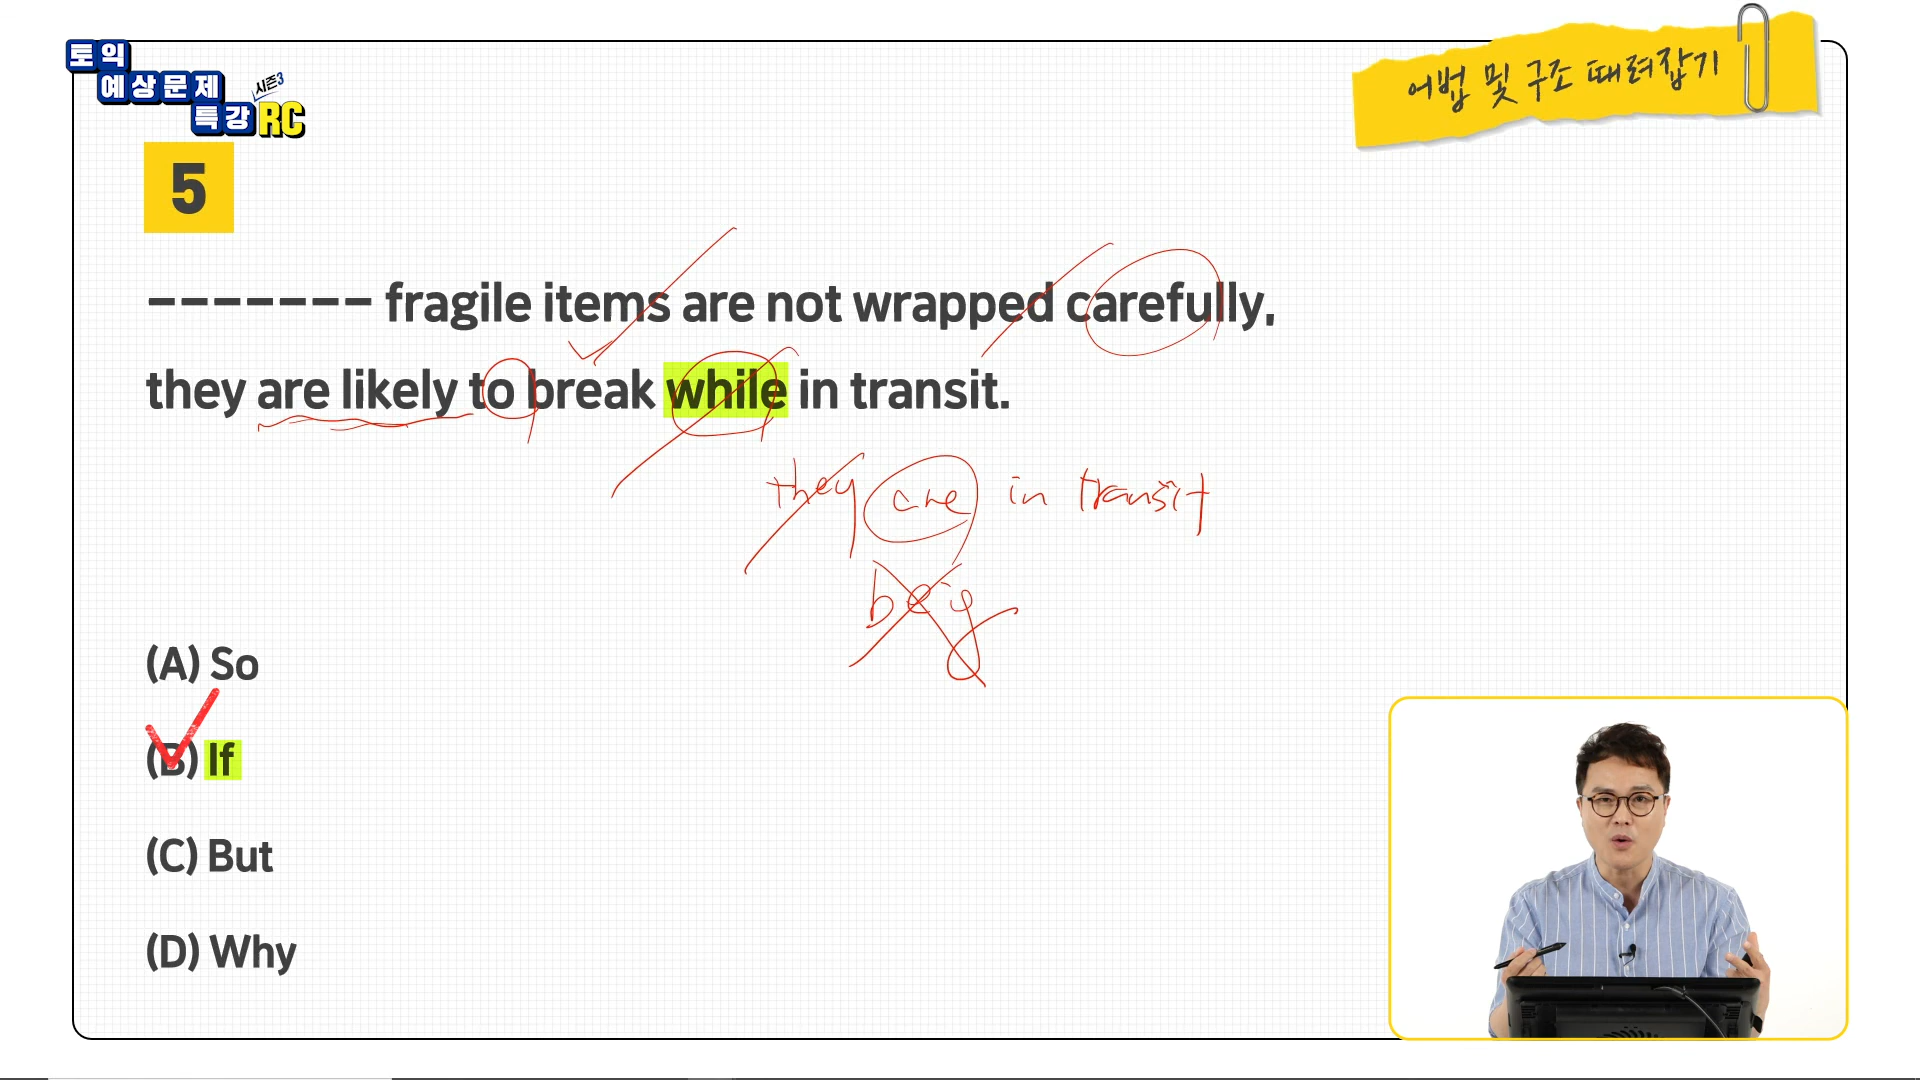 토익
예상문제 시즌3
특강 RC
어법 및 구조 때려잡기
5
------- fragile items are not wrapped carefully,
they are likely to break while in transit.
they are in transit
(A) So
(B) If
(C) But
(D) Why